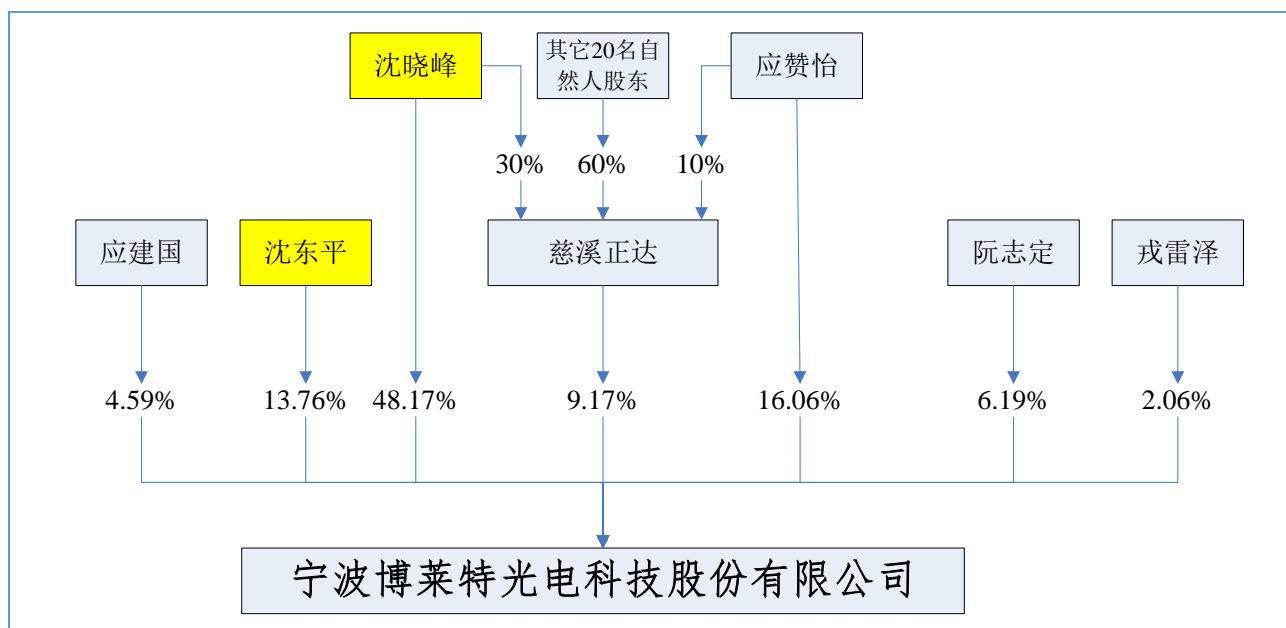 沈晓峰
其它20名自
然人股东
应赞怡
30%
60%
10%
应建国
沈东平
慈溪正达
阮志定
戎雷泽
4.59%
13.76%
48.17%
9.17%
16.06%
6.19%
2.06%
宁波博莱特光电科技股份有限公司